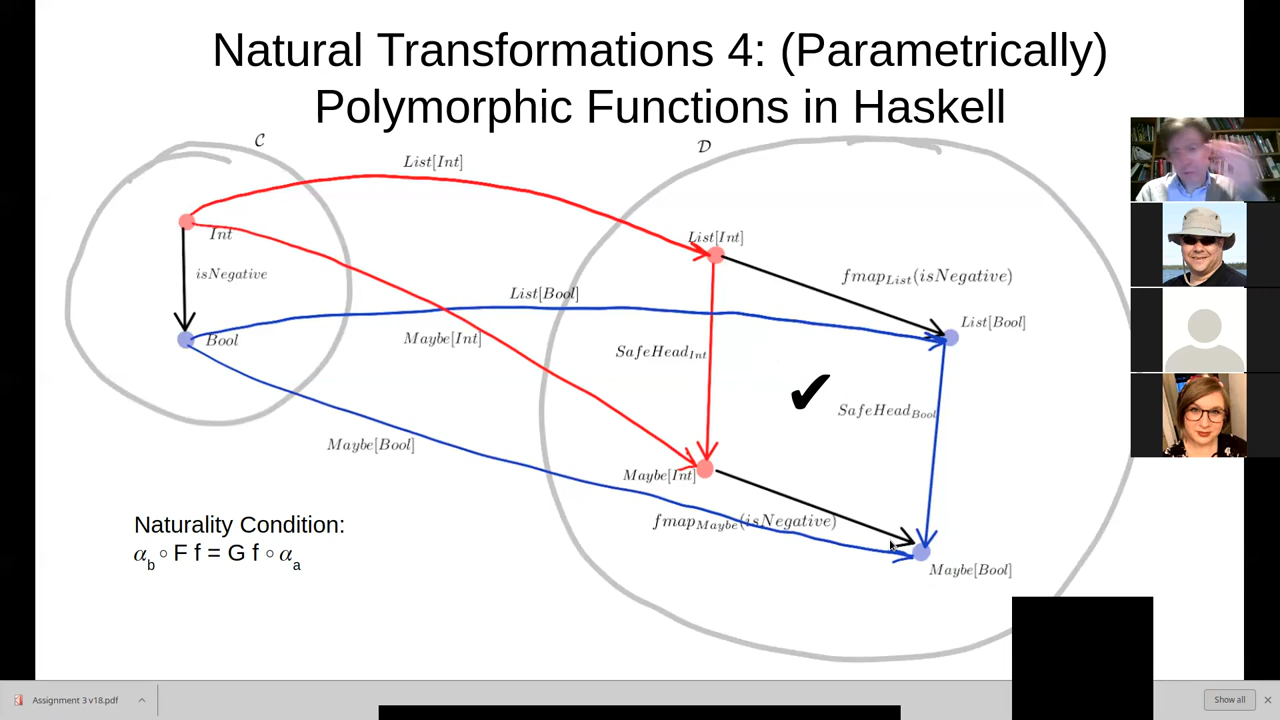 Natural Transformations 4: (Parametrically)
Polymorphic Functions in Haskell
𝒞
𝒟
List[Int]
Int
List[Int]
isNegative
fmap_List(isNegative)
List[Bool]
List[Bool]
Bool
Maybe[Int]
SafeHead_Int
✔
SafeHead_Bool
Maybe[Bool]
Maybe[Int]
fmap_Maybe(isNegative)
Maybe[Bool]
Naturality Condition:
α_b ∘ F f = G f ∘ α_a
Assignment 3 v18.pdf
Show all